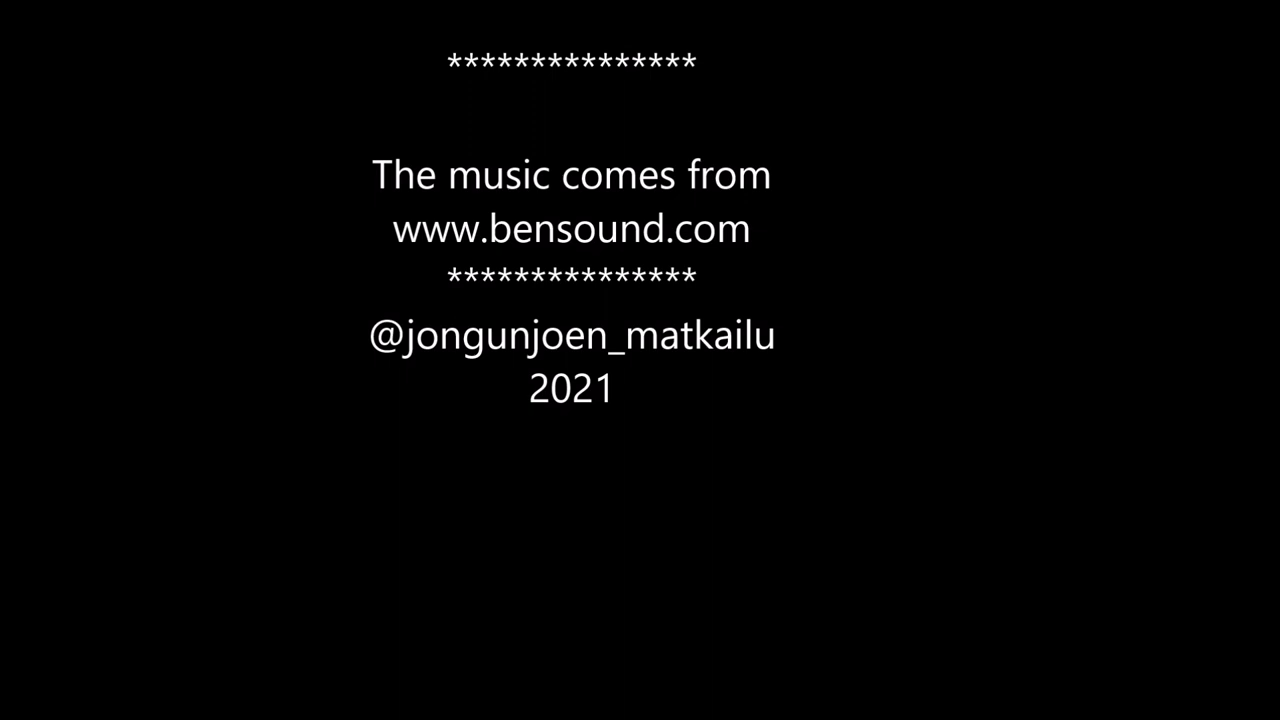 ***************
The music comes from
www.bensound.com
***************
@jongunjoen_matkailu
2021